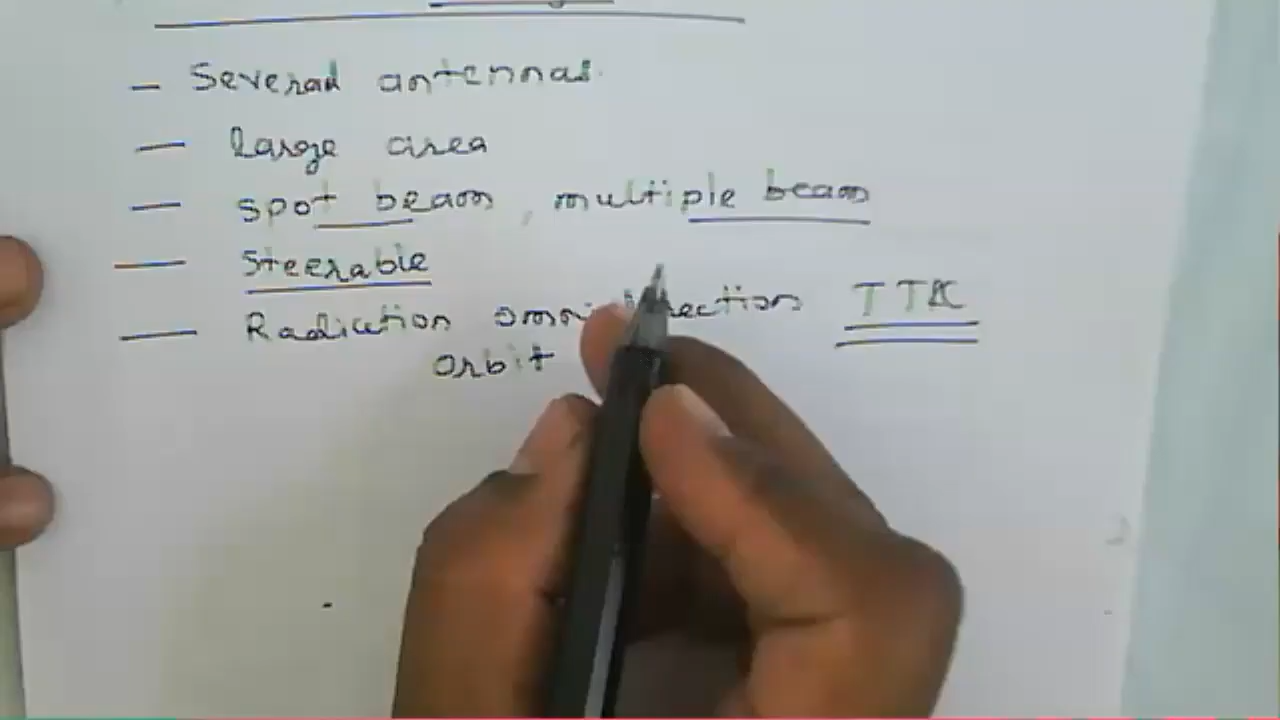 - Several antennas.
- large area
- spot beam, multiple beam
- Steerable
- Radiation TTC
orbit